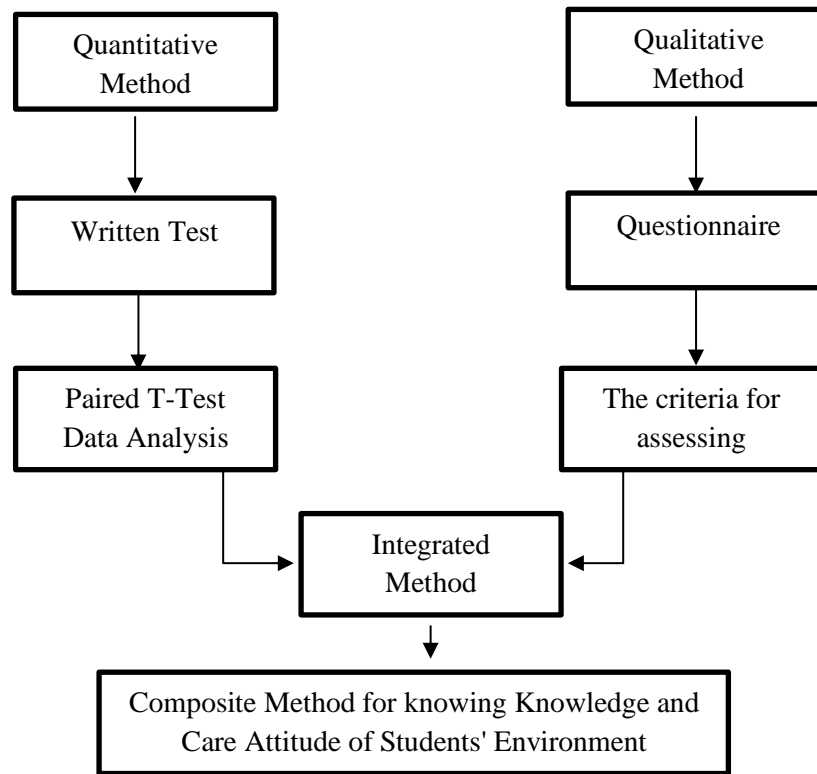 Quantitative
Method
Qualitative
Method
Written Test
Questionnaire
Paired T-Test
Data Analysis
The criteria for
assessing
Integrated
Method
Composite Method for knowing Knowledge and
Care Attitude of Students' Environment